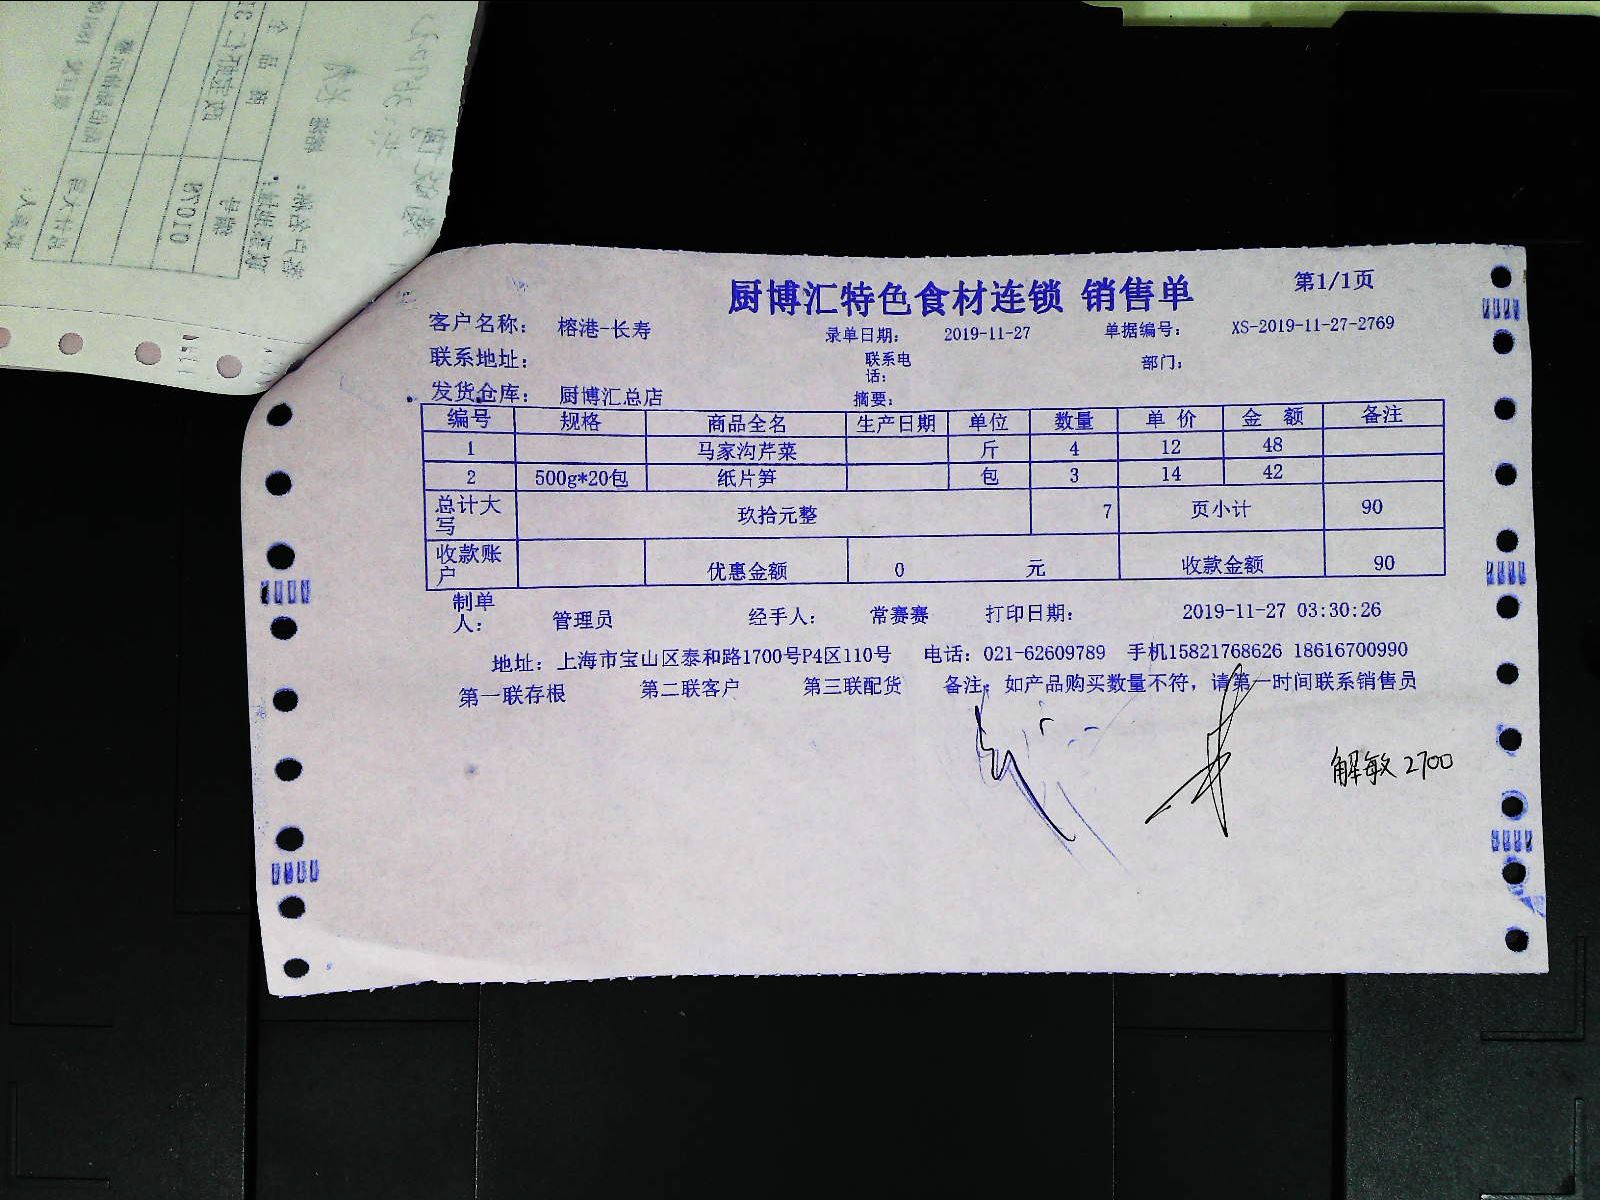 厨博汇特色食材连锁 销售单 第1/1页
客户名称: 榕港-长寿 录单日期: 2019-11-27 单据编号: XS-2019-11-27-2769
联系地址: 联系电话: 部门:
发货仓库: 厨博汇总店 摘要:
编号 规格 商品全名 生产日期 单位 数量 单 价 金 额 备注
1 马家沟芹菜 斤 4 12 48
2 500g*20包 纸片笋 包 3 14 42
总计大写 玖拾元整 7 页小计 90
收款账户 优惠金额 0 元 收款金额 90
制单人: 管理员 经手人: 常赛赛 打印日期: 2019-11-27 03:30:26
地址: 上海市宝山区泰和路1700号P4区110号 电话: 021-62609789 手机15821768626 18616700990
第一联存根 第二联客户 第三联配货 备注: 如产品购买数量不符, 请第一时间联系销售员
解敏2700